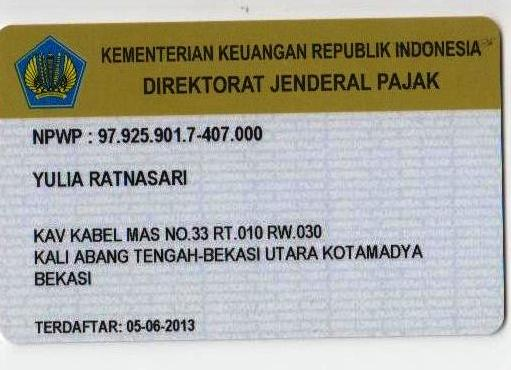 KEMENTERIAN KEUANGAN REPUBLIK INDONESIA
DIREKTORAT JENDERAL PAJAK
NPWP : 97.925.901.7-407.000
YULIA RATNASARI
KAV KABEL MAS NO.33 RT.010 RW.030
KALI ABANG TENGAH-BEKASI UTARA KOTAMADYA
BEKASI
TERDAFTAR: 05-06-2013